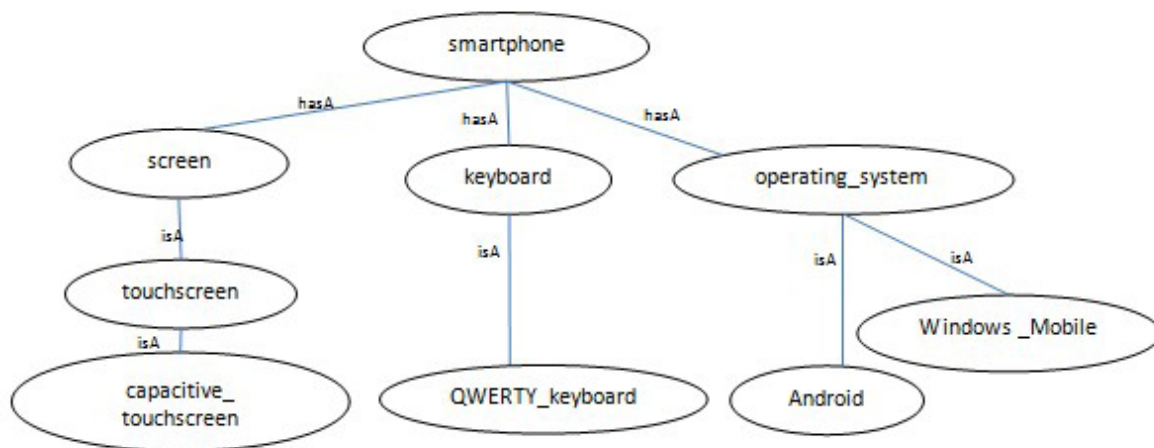 smartphone
hasA
hasA
hasA
screen
keyboard
operating_system
isA
isA
isA
isA
touchscreen
Windows _Mobile
isA
capacitive_
touchscreen
QWERTY_keyboard
Android